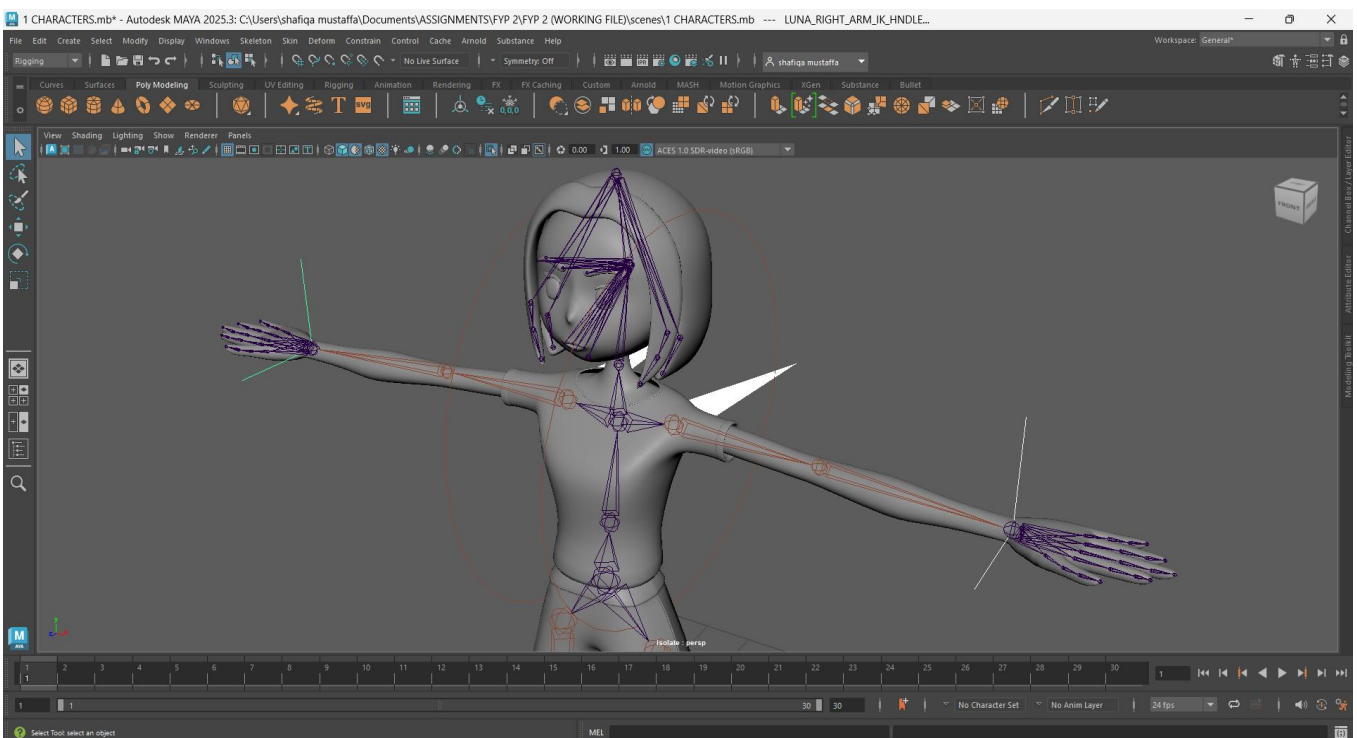 1 CHARACTERS.mb* - Autodesk MAYA 2025.3: C:\Users\shafiqa mustaffa\Documents\ASSIGNMENTS\FYP 2\FYP 2 (WORKING FILE)\scenes\1 CHARACTERS.mb --- LUNA_RIGHT_ARM_IK_HNDLE...
File Edit Create Select Modify Display Windows Skeleton Skin Deform Constrain Control Cache Arnold Substance Help
Workspace: General*
Rigging
No Live Surface
Symmetry: Off
shafiqa mustaffa
Curves Surfaces Poly Modeling Sculpting UV Editing Rigging Animation Rendering FX FX Caching Custom Arnold MASH Motion Graphics XGen Substance Bullet
T svg 0,0,0
View Shading Lighting Show Renderer Panels
0.00 1.00 ACES 1.0 SDR-video (sRGB)
FRONT
Channel Box / Layer Editor
Attribute Editor
Modeling Toolkit
isolate : persp
M
1 2 3 4 5 6 7 8 9 10 11 12 13 14 15 16 17 18 19 20 21 22 23 24 25 26 27 28 29 30
1
1
1 1 30 30 No Character Set No Anim Layer 24 fps
Select Tool: select an object
MEL